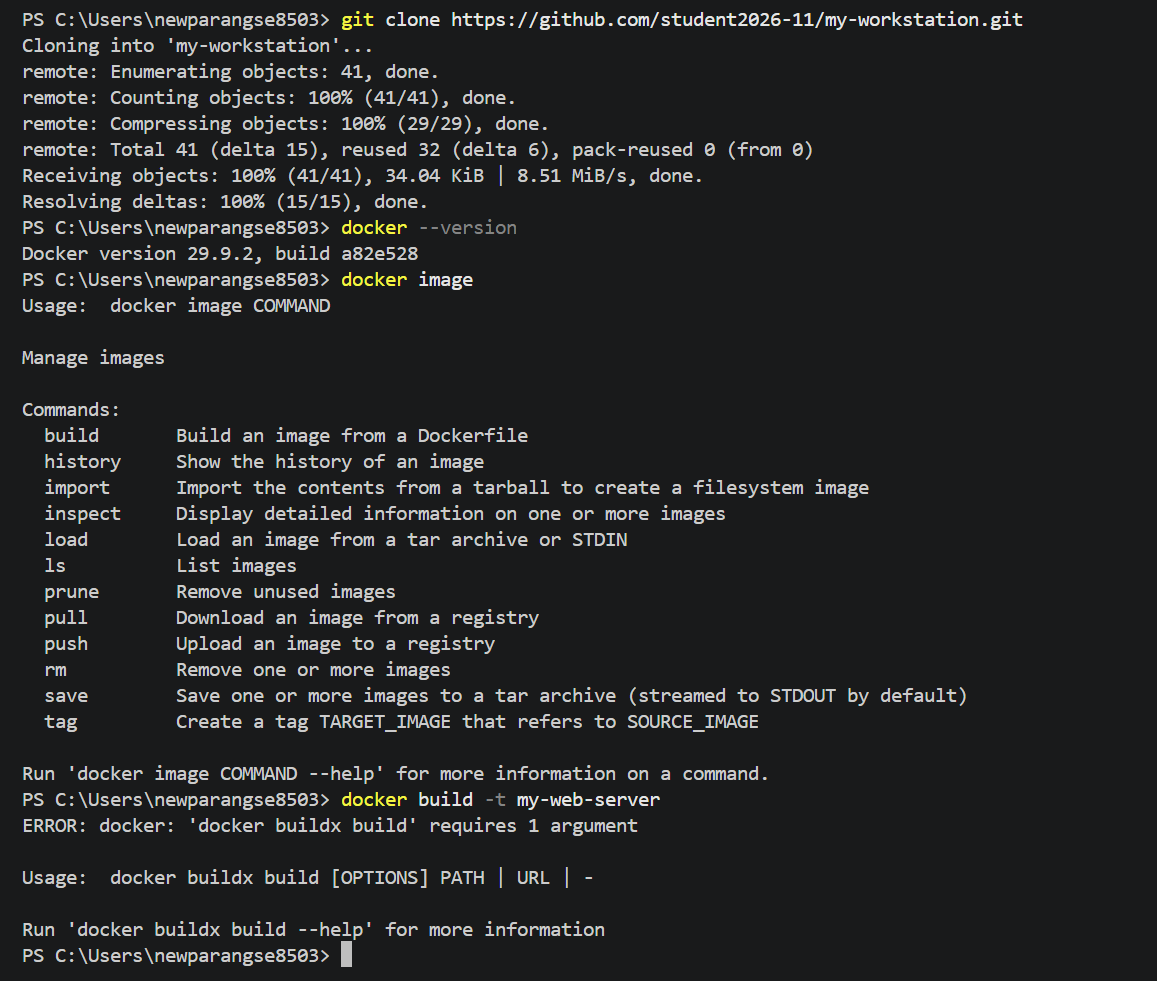 PS C:\Users\newparangse8503> git clone https://github.com/student2026-11/my-workstation.git
Cloning into 'my-workstation'...
remote: Enumerating objects: 41, done.
remote: Counting objects: 100% (41/41), done.
remote: Compressing objects: 100% (29/29), done.
remote: Total 41 (delta 15), reused 32 (delta 6), pack-reused 0 (from 0)
Receiving objects: 100% (41/41), 34.04 KiB | 8.51 MiB/s, done.
Resolving deltas: 100% (15/15), done.
PS C:\Users\newparangse8503> docker --version
Docker version 29.9.2, build a82e528
PS C:\Users\newparangse8503> docker image
Usage:  docker image COMMAND

Manage images

Commands:
  build       Build an image from a Dockerfile
  history     Show the history of an image
  import      Import the contents from a tarball to create a filesystem image
  inspect     Display detailed information on one or more images
  load        Load an image from a tar archive or STDIN
  ls          List images
  prune       Remove unused images
  pull        Download an image from a registry
  push        Upload an image to a registry
  rm          Remove one or more images
  save        Save one or more images to a tar archive (streamed to STDOUT by default)
  tag         Create a tag TARGET_IMAGE that refers to SOURCE_IMAGE

Run 'docker image COMMAND --help' for more information on a command.
PS C:\Users\newparangse8503> docker build -t my-web-server
ERROR: docker: 'docker buildx build' requires 1 argument

Usage:  docker buildx build [OPTIONS] PATH | URL | -

Run 'docker buildx build --help' for more information
PS C:\Users\newparangse8503>